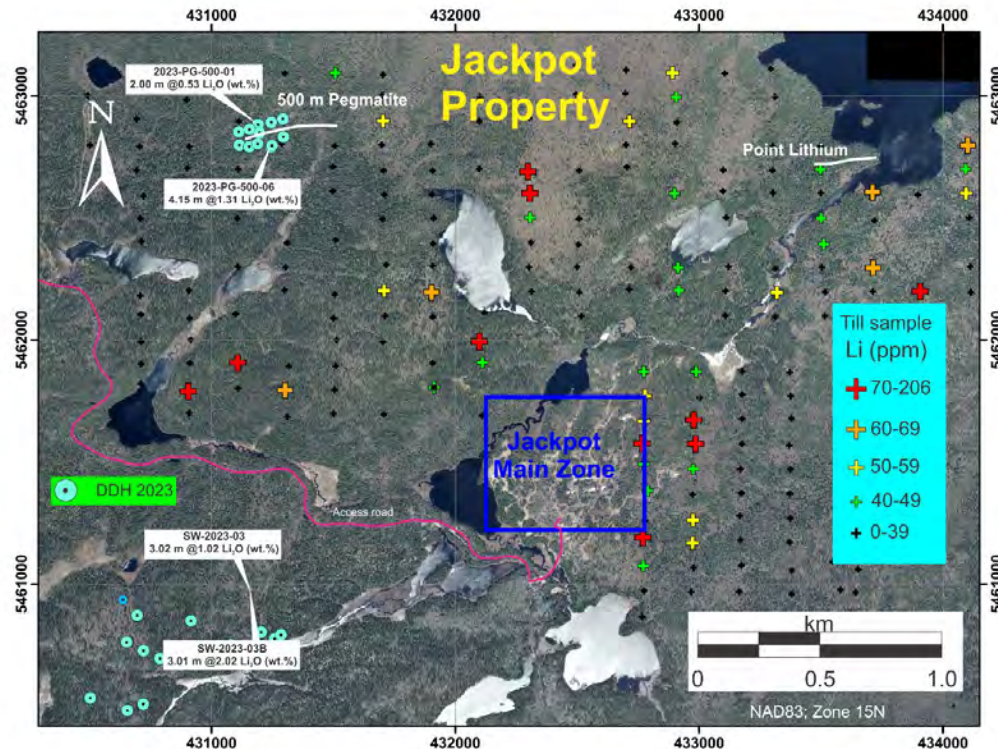 431000 432000 433000 434000
Jackpot
Property
2023-PG-500-01
2.00 m @0.53 Li₂O (wt.%)
500 m Pegmatite
N
2023-PG-500-06
4.15 m @1.31 Li₂O (wt.%)
Point Lithium
5463000 5463000
5462000 5462000
5461000 5461000
Till sample
Li (ppm)
70-206
60-69
50-59
40-49
0-39
Jackpot
Main Zone
DDH 2023
Access road
SW-2023-03
3.02 m @1.02 Li₂O (wt.%)
SW-2023-03B
3.01 m @2.02 Li₂O (wt.%)
km
0 0.5 1.0
NAD83; Zone 15N
431000 432000 433000 434000